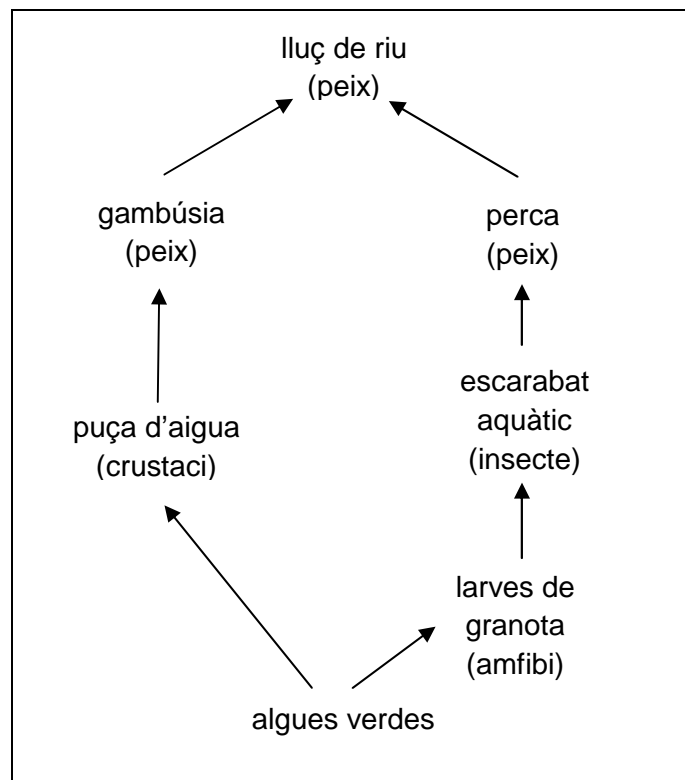 lluç de riu
(peix)
gambúsia
(peix)
perca
(peix)
puça d'aigua
(crustaci)
escarabat
aquàtic
(insecte)
larves de
granota
(amfibi)
algues verdes